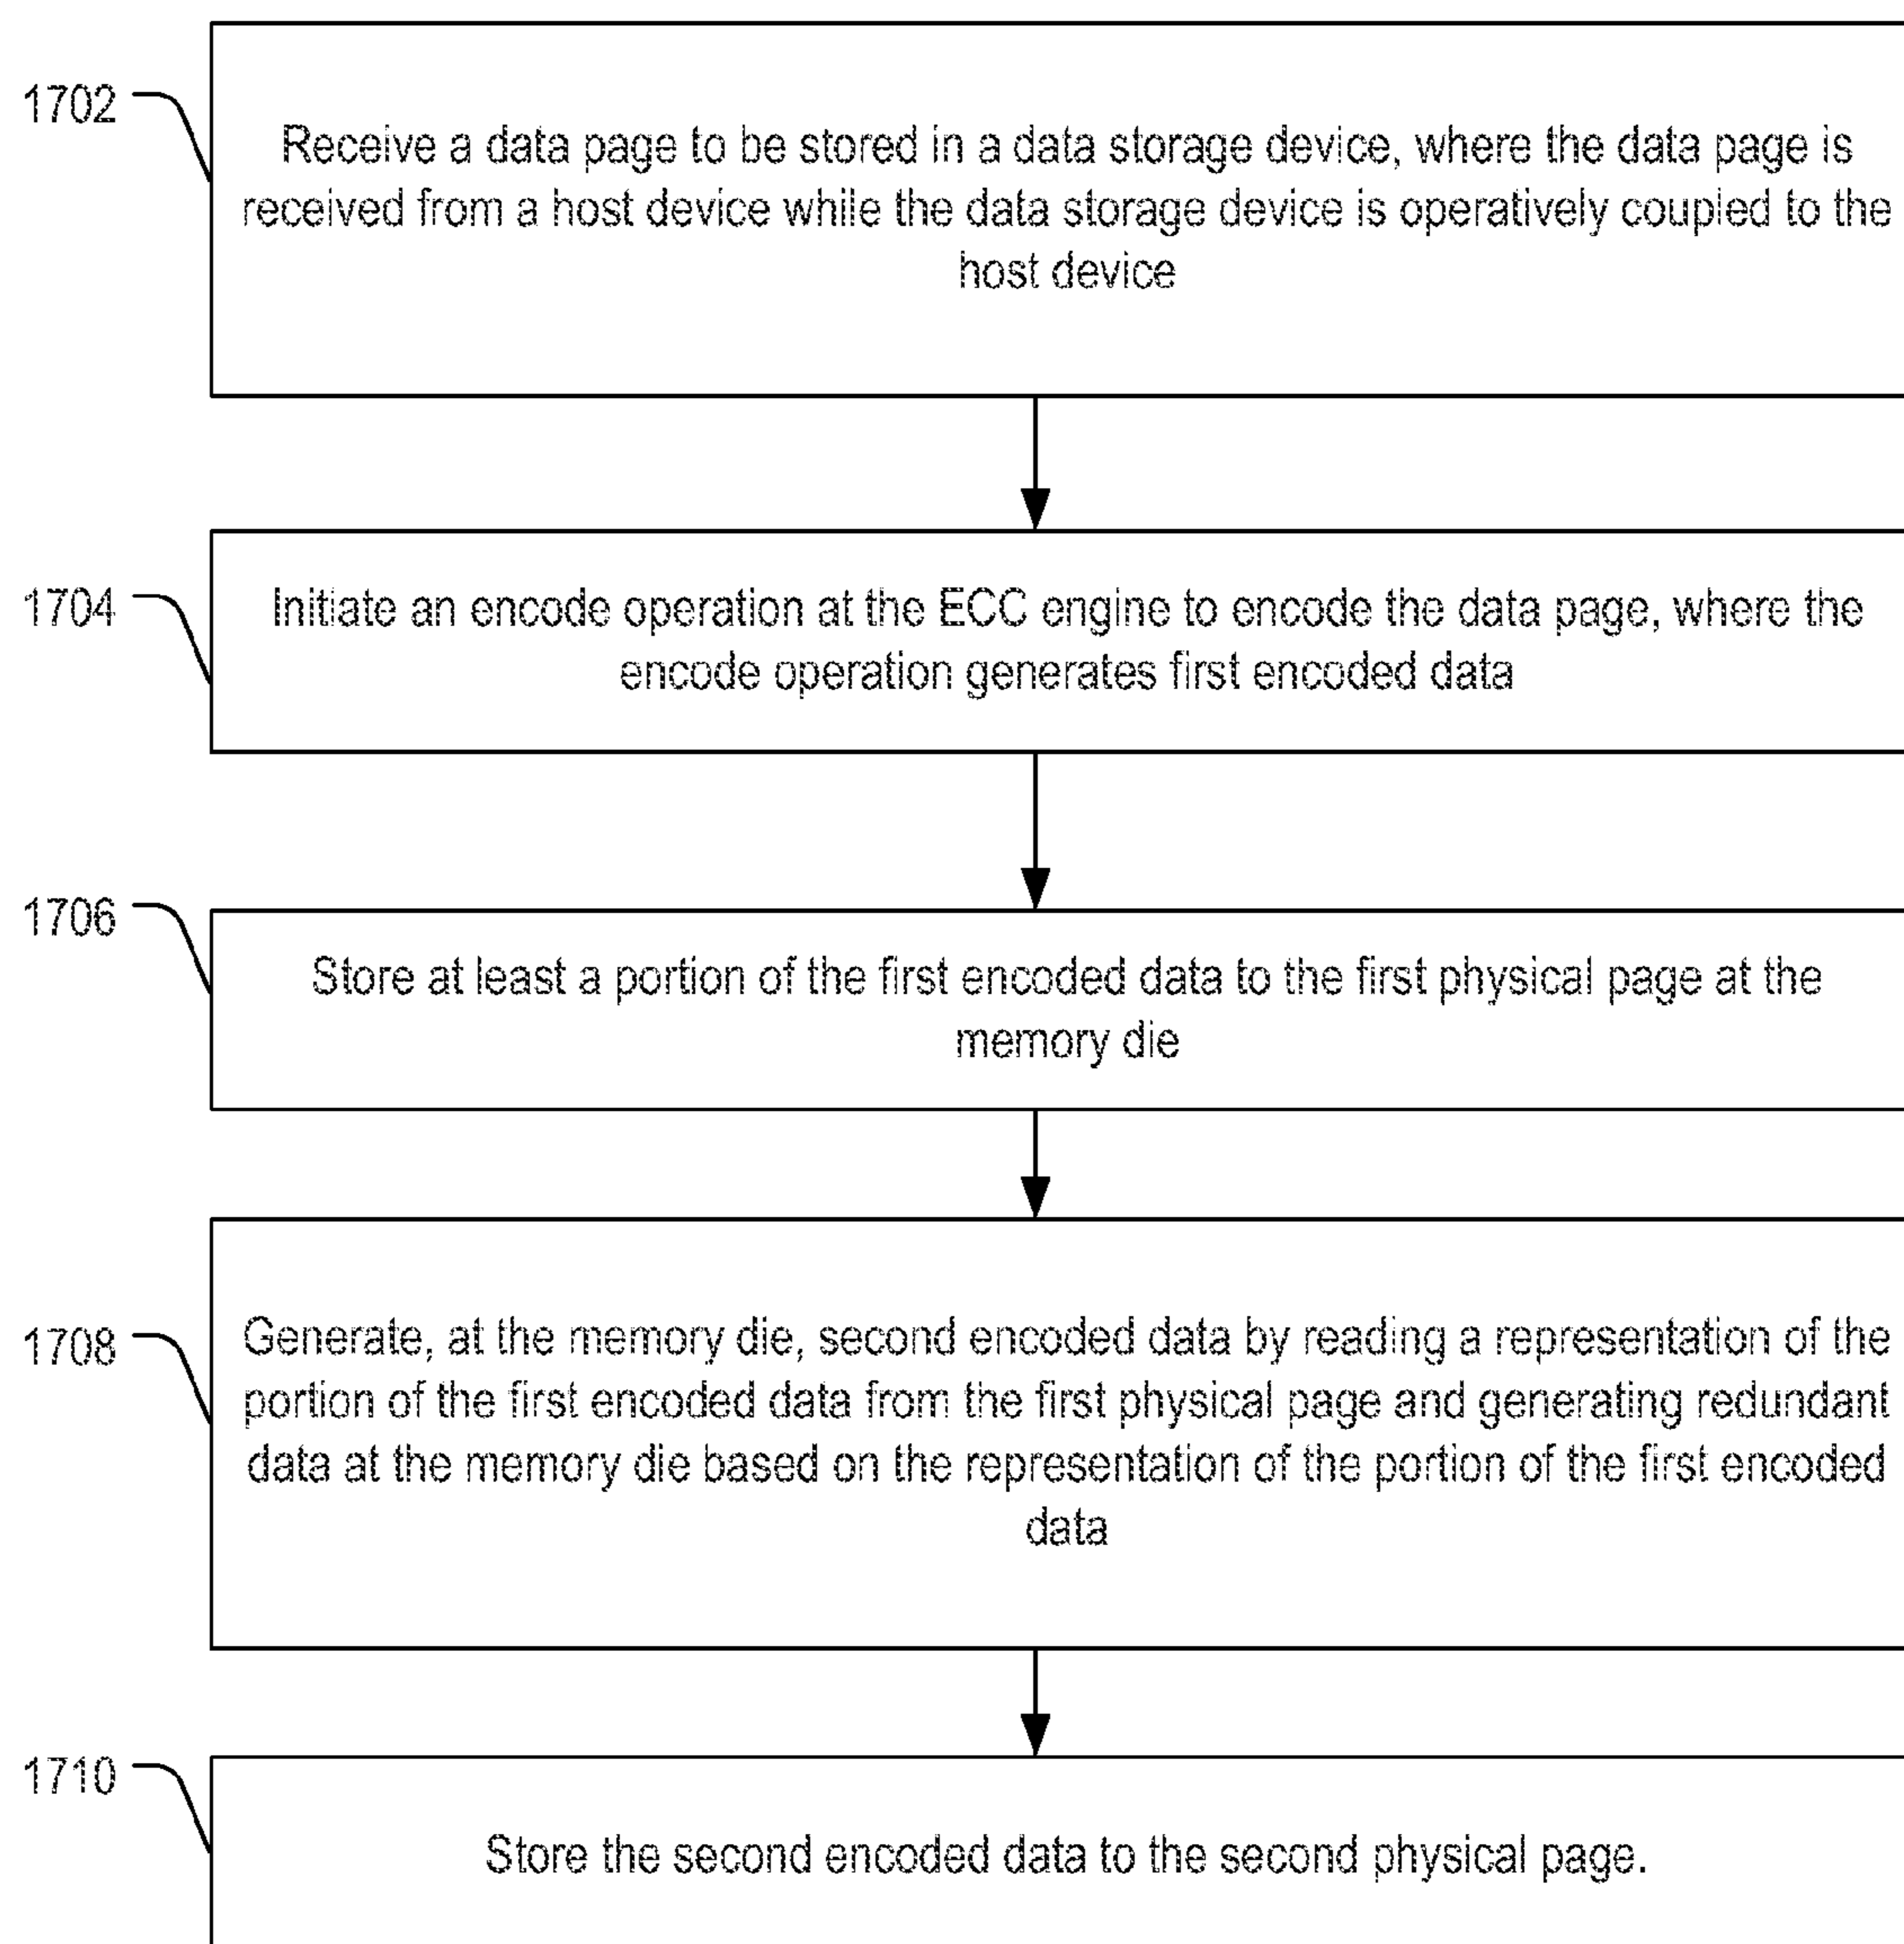 1702
Receive a data page to be stored in a data storage device, where the data page is
received from a host device while the data storage device is operatively coupled to the
host device
1704
Initiate an encode operation at the ECC engine to encode the data page, where the
encode operation generates first encoded data
1706
Store at least a portion of the first encoded data to the first physical page at the
memory die
1708
Generate, at the memory die, second encoded data by reading a representation of the
portion of the first encoded data from the first physical page and generating redundant
data at the memory die based on the representation of the portion of the first encoded
data
1710
Store the second encoded data to the second physical page.